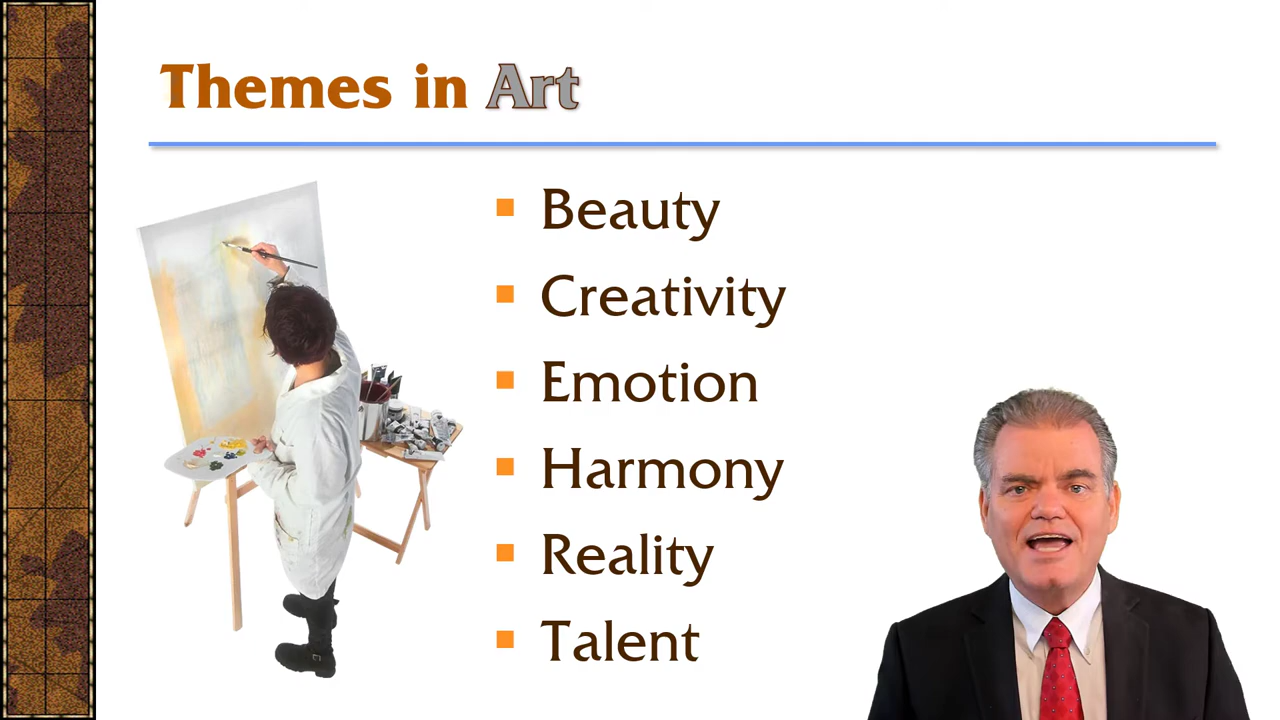 Themes in Art
Beauty
Creativity
Emotion
Harmony
Reality
Talent